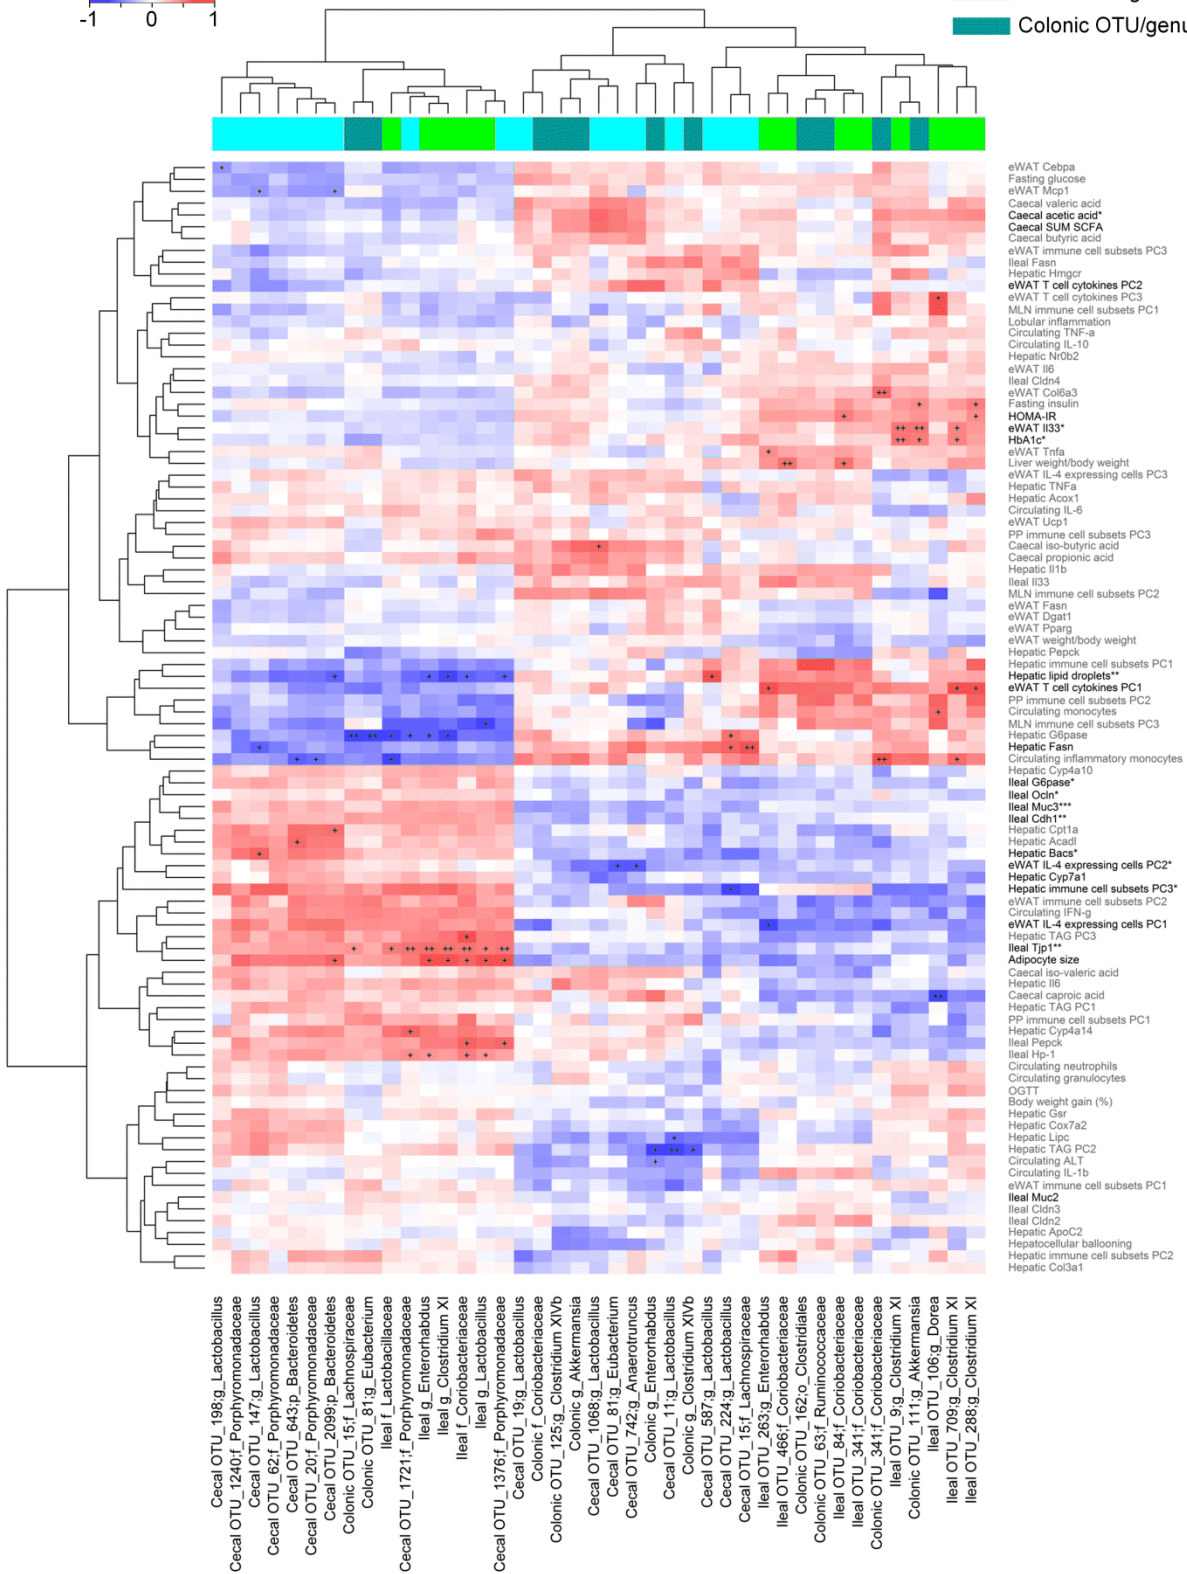 -1 0 1
Colonic OTU/genu
eWAT Cebpa
Fasting glucose
eWAT Mcp1
Caecal valeric acid
Caecal acetic acid*
Caecal SUM SCFA
Caecal butyric acid
eWAT immune cell subsets PC3
Ileal Fasn
Hepatic Hmgcr
eWAT T cell cytokines PC2
eWAT T cell cytokines PC3
MLN immune cell subsets PC1
Lobular inflammation
Circulating TNF-a
Circulating IL-10
Hepatic Nr0b2
eWAT Il6
Ileal Cldn4
eWAT Col6a3
Fasting insulin
HOMA-IR
eWAT Il33*
HbA1c*
eWAT Tnfa
Liver weight/body weight
eWAT IL-4 expressing cells PC3
Hepatic TNFa
Hepatic Acox1
Circulating IL-6
eWAT Ucp1
PP immune cell subsets PC3
Caecal iso-butyric acid
Caecal propionic acid
Hepatic Il1b
Ileal Il33
MLN immune cell subsets PC2
eWAT Fasn
eWAT Dgat1
eWAT Pparg
eWAT weight/body weight
Hepatic Pepck
Hepatic immune cell subsets PC1
Hepatic lipid droplets**
eWAT T cell cytokines PC1
PP immune cell subsets PC2
Circulating monocytes
MLN immune cell subsets PC3
Hepatic G6pase
Hepatic Fasn
Circulating inflammatory monocytes
Hepatic Cyp4a10
Ileal G6pase*
Ileal Ocln*
Ileal Muc3***
Ileal Cdh1**
Hepatic Cpt1a
Hepatic Acadl
Hepatic Bacs*
eWAT IL-4 expressing cells PC2*
Hepatic Cyp7a1
Hepatic immune cell subsets PC3*
eWAT immune cell subsets PC2
Circulating IFN-g
eWAT IL-4 expressing cells PC1
Hepatic TAG PC3
Ileal Tjp1**
Adipocyte size
Caecal iso-valeric acid
Hepatic Il6
Caecal caproic acid
Hepatic TAG PC1
PP immune cell subsets PC1
Hepatic Cyp4a14
Ileal Pepck
Ileal Hp-1
Circulating neutrophils
Circulating granulocytes
OGTT
Body weight gain (%)
Hepatic Gsr
Hepatic Cox7a2
Hepatic Lipc
Hepatic TAG PC2
Circulating ALT
Circulating IL-1b
eWAT immune cell subsets PC1
Ileal Muc2
Ileal Cldn3
Ileal Cldn2
Hepatic ApoC2
Hepatocellular ballooning
Hepatic immune cell subsets PC2
Hepatic Col3a1
Cecal OTU_198;g_Lactobacillus
Cecal OTU_1240;f_Porphyromonadaceae
Cecal OTU_147;g_Lactobacillus
Cecal OTU_62;f_Porphyromonadaceae
Cecal OTU_643;p_Bacteroidetes
Cecal OTU_20;f_Porphyromonadaceae
Cecal OTU_2099;p_Bacteroidetes
Colonic OTU_15;f_Lachnospiraceae
Colonic OTU_81;g_Eubacterium
Ileal f_Lactobacillaceae
Cecal OTU_1721;f_Porphyromonadaceae
Ileal g_Enterorhabdus
Ileal g_Clostridium XI
Ileal f_Coriobacteriaceae
Ileal g_Lactobacillus
Cecal OTU_1376;f_Porphyromonadaceae
Cecal OTU_19;g_Lactobacillus
Colonic f_Coriobacteriaceae
Colonic OTU_125;g_Clostridium XIVb
Colonic g_Akkermansia
Cecal OTU_1068;g_Lactobacillus
Cecal OTU_81;g_Eubacterium
Cecal OTU_742;g_Anaerotruncus
Colonic g_Enterorhabdus
Cecal OTU_11;g_Lactobacillus
Colonic g_Clostridium XIVb
Cecal OTU_587;g_Lactobacillus
Cecal OTU_224;g_Lactobacillus
Cecal OTU_15;f_Lachnospiraceae
Ileal OTU_263;g_Enterorhabdus
Ileal OTU_466;f_Coriobacteriaceae
Colonic OTU_162;o_Clostridiales
Colonic OTU_63;f_Ruminococcaceae
Ileal OTU_84;f_Coriobacteriaceae
Ileal OTU_341;f_Coriobacteriaceae
Colonic OTU_341;f_Coriobacteriaceae
Ileal OTU_9;g_Clostridium XI
Colonic OTU_111;g_Akkermansia
Ileal OTU_106;g_Dorea
Ileal OTU_709;g_Clostridium XI
Ileal OTU_288;g_Clostridium XI